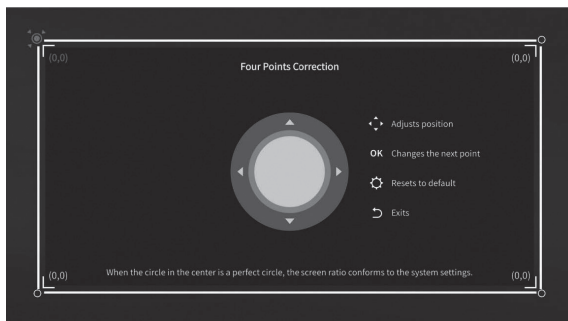 (0,0)
(0,0)
Four Points Correction
Adjusts position
OK Changes the next point
Resets to default
Exits
(0,0)
When the circle in the center is a perfect circle, the screen ratio conforms to the system settings.
(0,0)